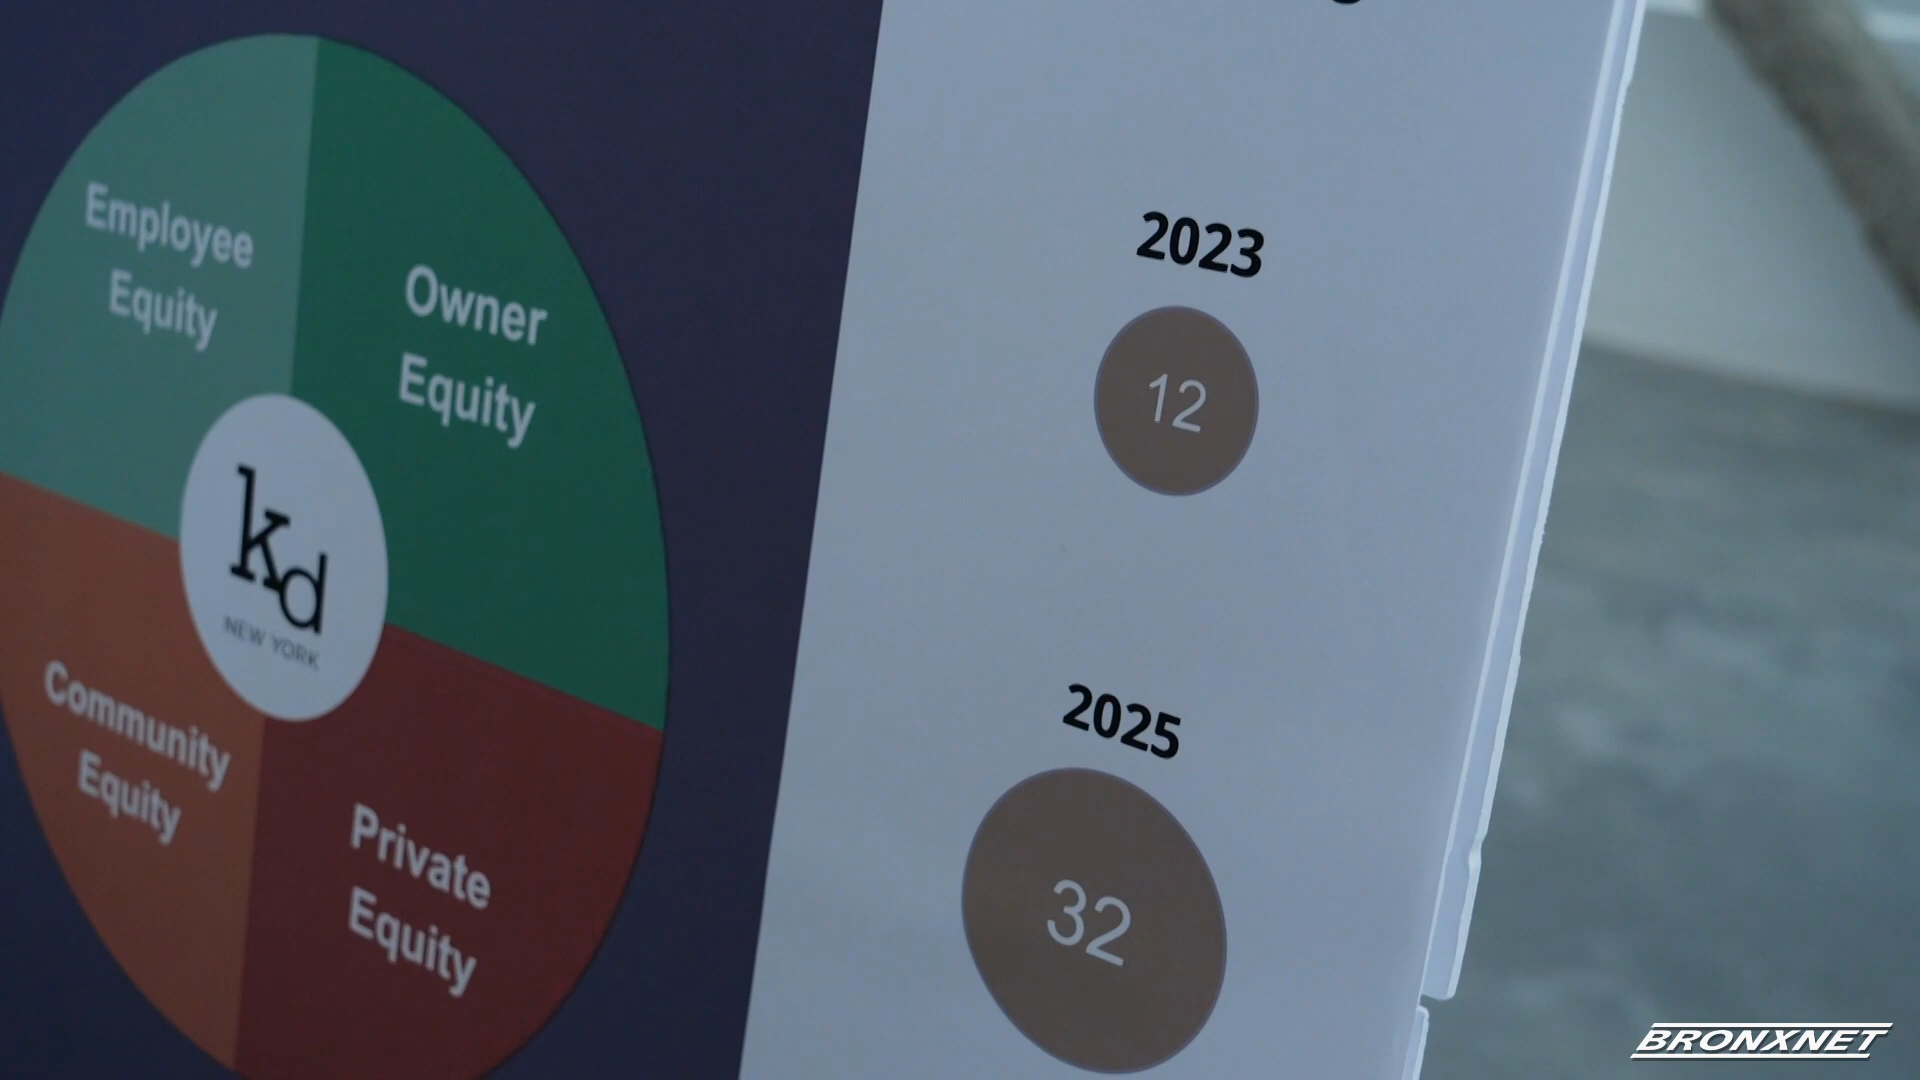 Employee
Equity
Owner
Equity
kd
NEW YORK
Community
Equity
Private
Equity
2023
12
2025
32
BRONXNET